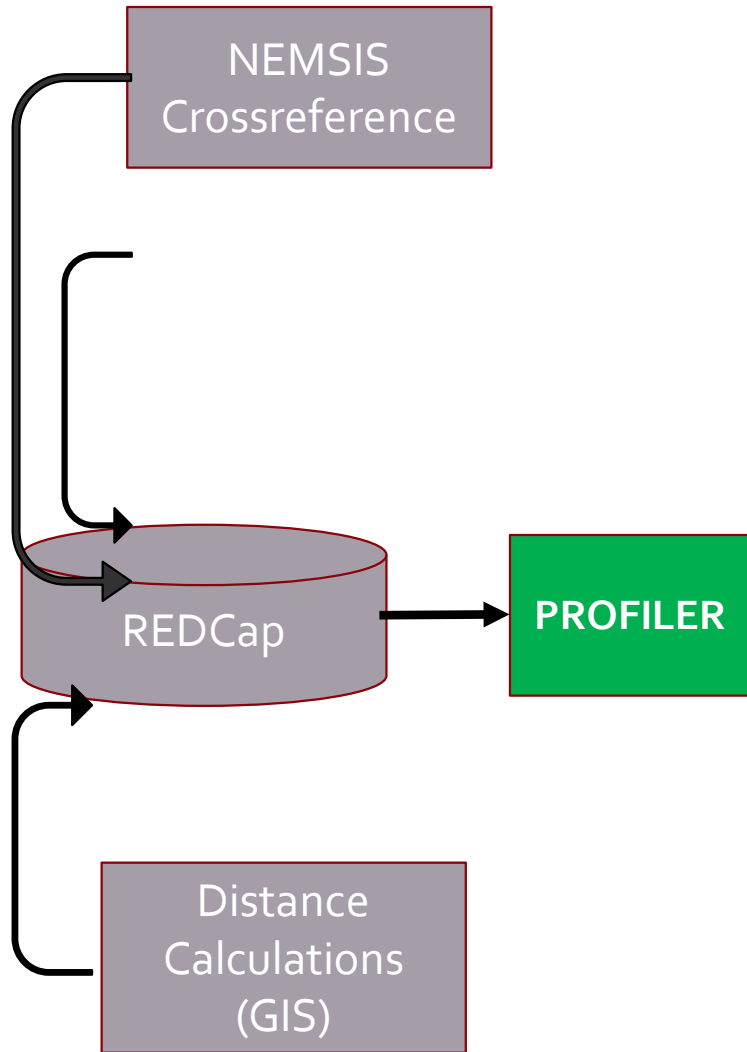 NEMSIS
Crossreference
REDCap
PROFILER
Distance
Calculations
(GIS)